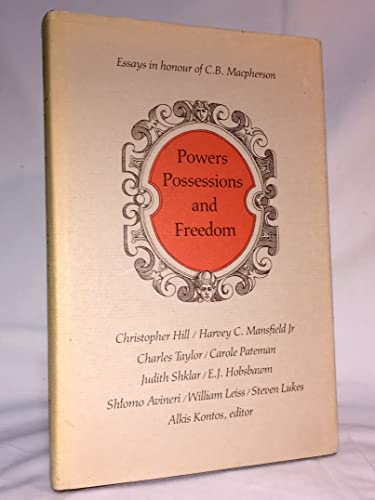 Essays in honour of C.B. Macpherson
Powers
Possessions
and
Freedom
Christopher Hill / Harvey C. Mansfield Jr
Charles Taylor / Carole Pateman
Judith Shklar / E.J. Hobsbawm
Shlomo Avineri / William Leiss / Steven Lukes
Alkis Kontos, editor